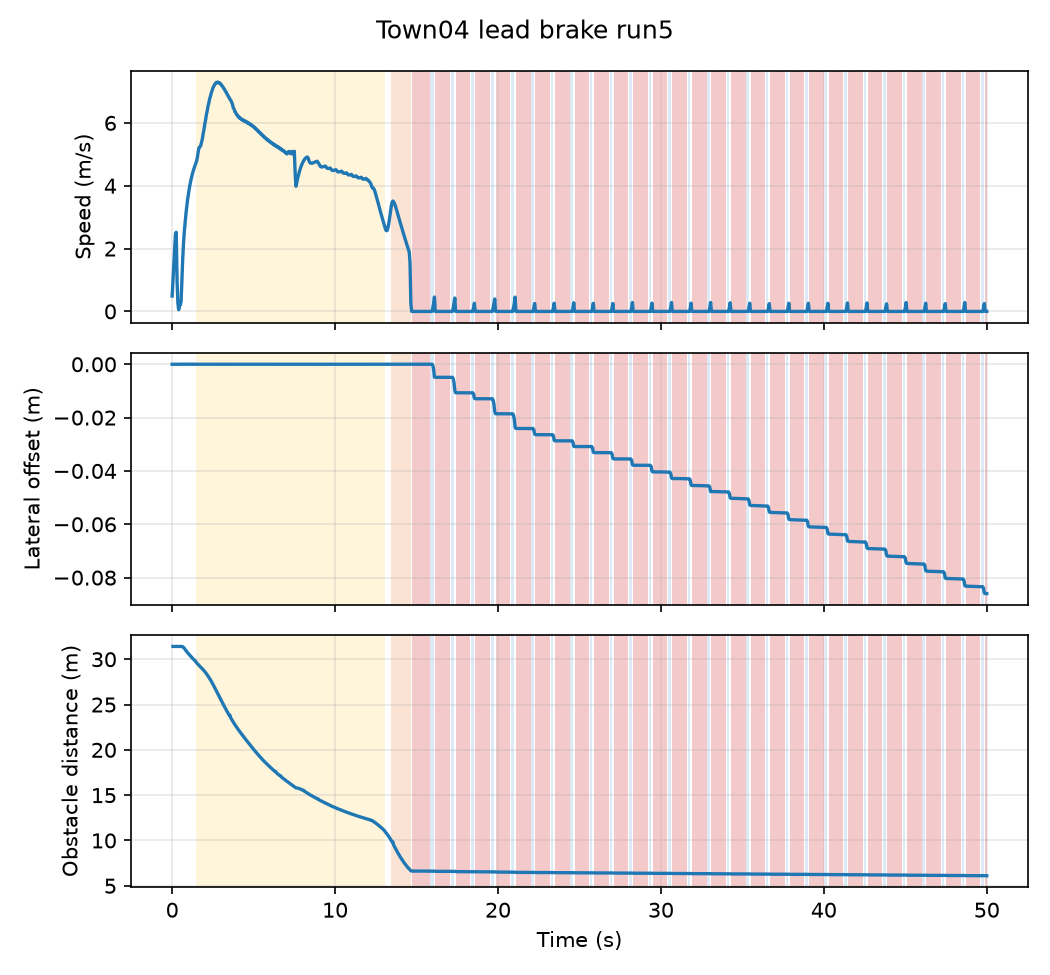 Town04 lead brake run5
6
4
2
0
Speed (m/s)
0.00
−0.02
−0.04
−0.06
−0.08
Lateral offset (m)
30
25
20
15
10
5
Obstacle distance (m)
0 10 20 30 40 50
Time (s)